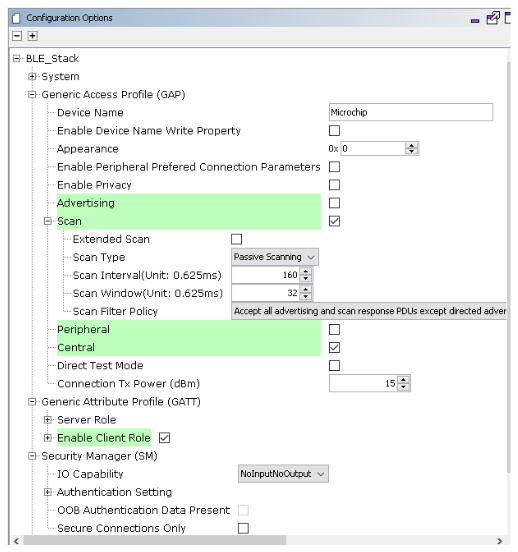 Configuration Options
BLE_Stack
System
Generic Access Profile (GAP)
Device Name Microchip
Enable Device Name Write Property
Appearance 0x 0
Enable Peripheral Prefered Connection Parameters
Enable Privacy
Advertising
Scan
Extended Scan
Scan Type Passive Scanning
Scan Interval(Unit: 0.625ms) 160
Scan Window(Unit: 0.625ms) 32
Scan Filter Policy Accept all advertising and scan response PDUs except directed adver
Peripheral
Central
Direct Test Mode
Connection Tx Power (dBm) 15
Generic Attribute Profile (GATT)
Server Role
Enable Client Role
Security Manager (SM)
IO Capability NoInputNoOutput
Authentication Setting
OOB Authentication Data Present
Secure Connections Only